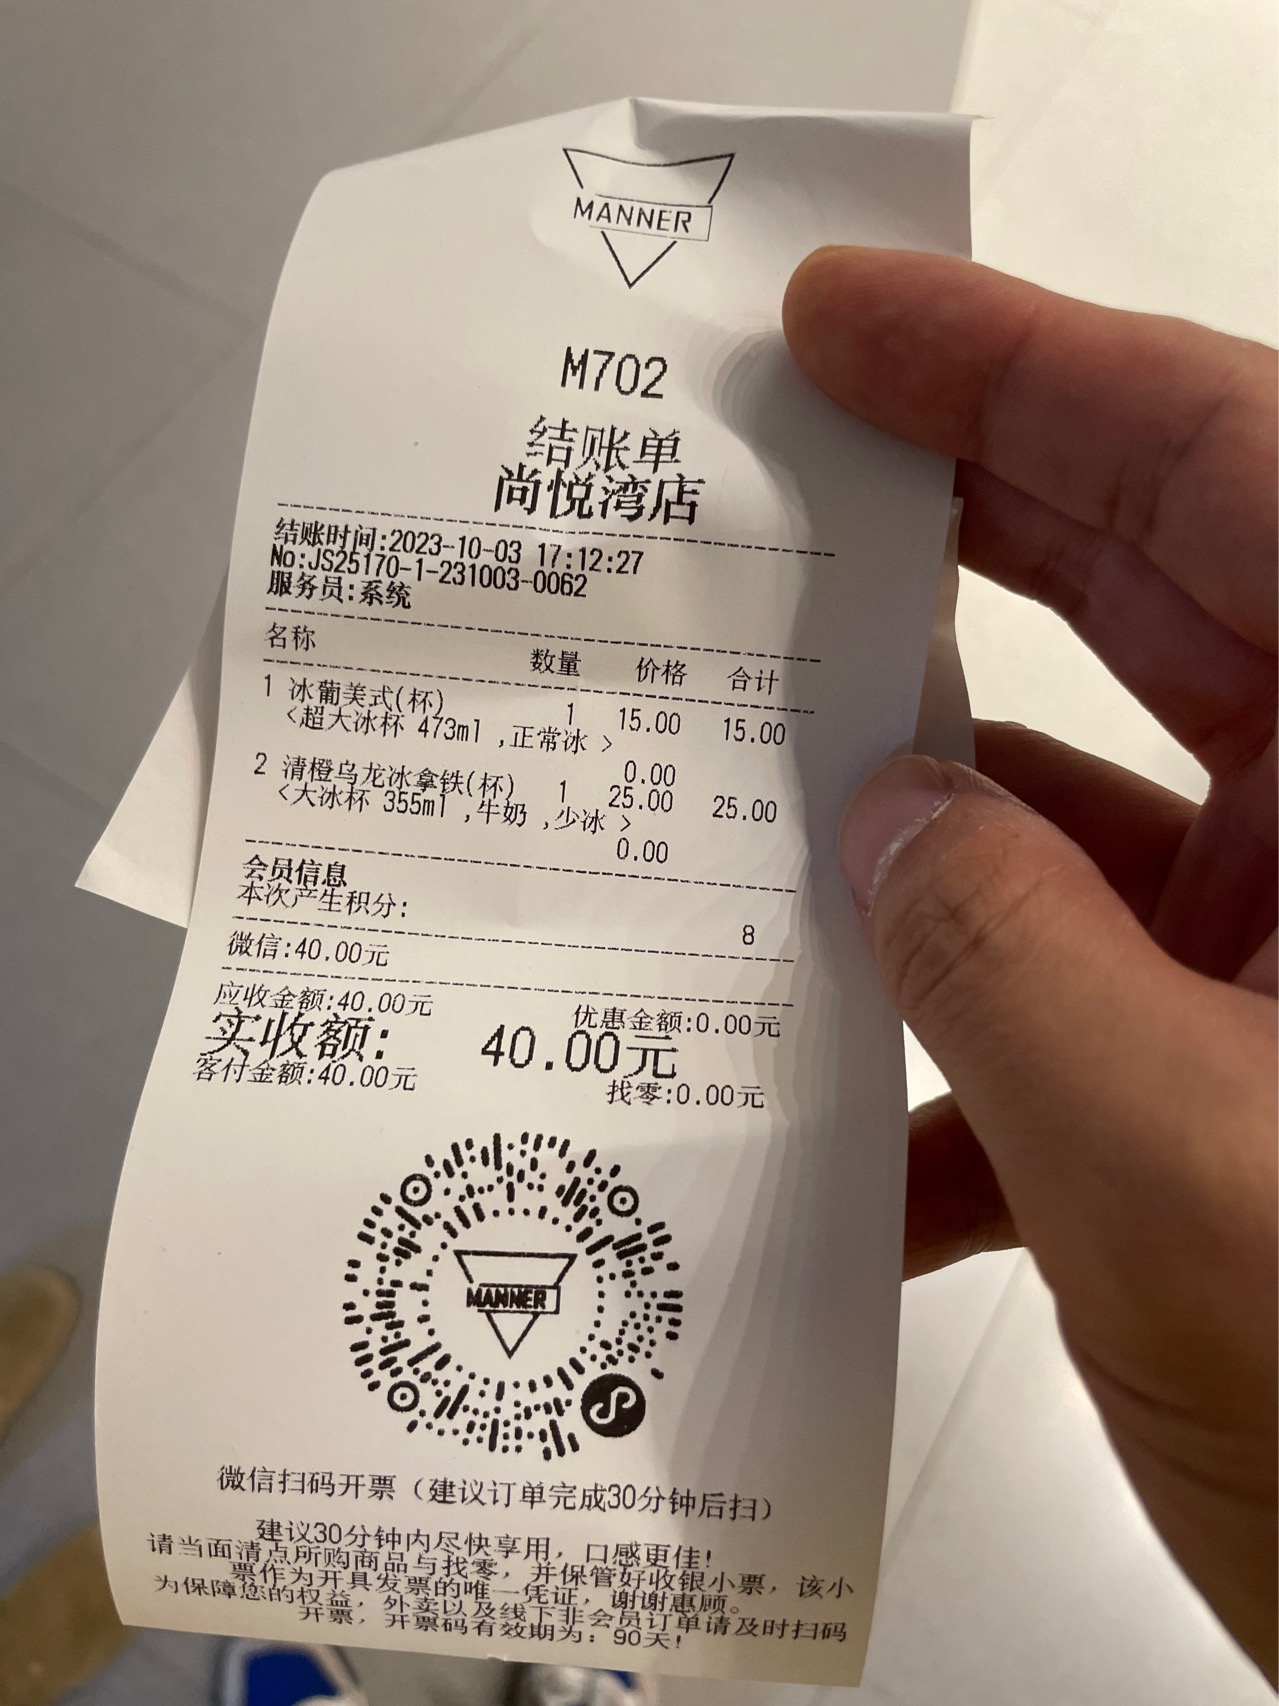 MANNER
M702
结账单
尚悦湾店
结账时间:2023-10-03 17:12:27
No:JS25170-1-231003-0062
服务员:系统
名称 数量 价格 合计
1 冰葡美式(杯) 1 15.00 15.00
<超大冰杯 473ml ,正常冰 >
0.00
2 清橙乌龙冰拿铁(杯) 1 25.00 25.00
<大冰杯 355ml ,牛奶 ,少冰 >
0.00
会员信息
本次产生积分: 8
微信:40.00元
应收金额:40.00元 优惠金额:0.00元
实收额: 40.00元
客付金额:40.00元 找零:0.00元
MANNER
微信扫码开票（建议订单完成30分钟后扫）
建议30分钟内尽快享用，口感更佳!
请当面清点所购商品与找零，并保管好收银小票，该小
票作为开具发票的唯一凭证，谢谢惠顾。
为保障您的权益，外卖以及线下非会员订单请及时扫码
开票，开票码有效期为：90天!